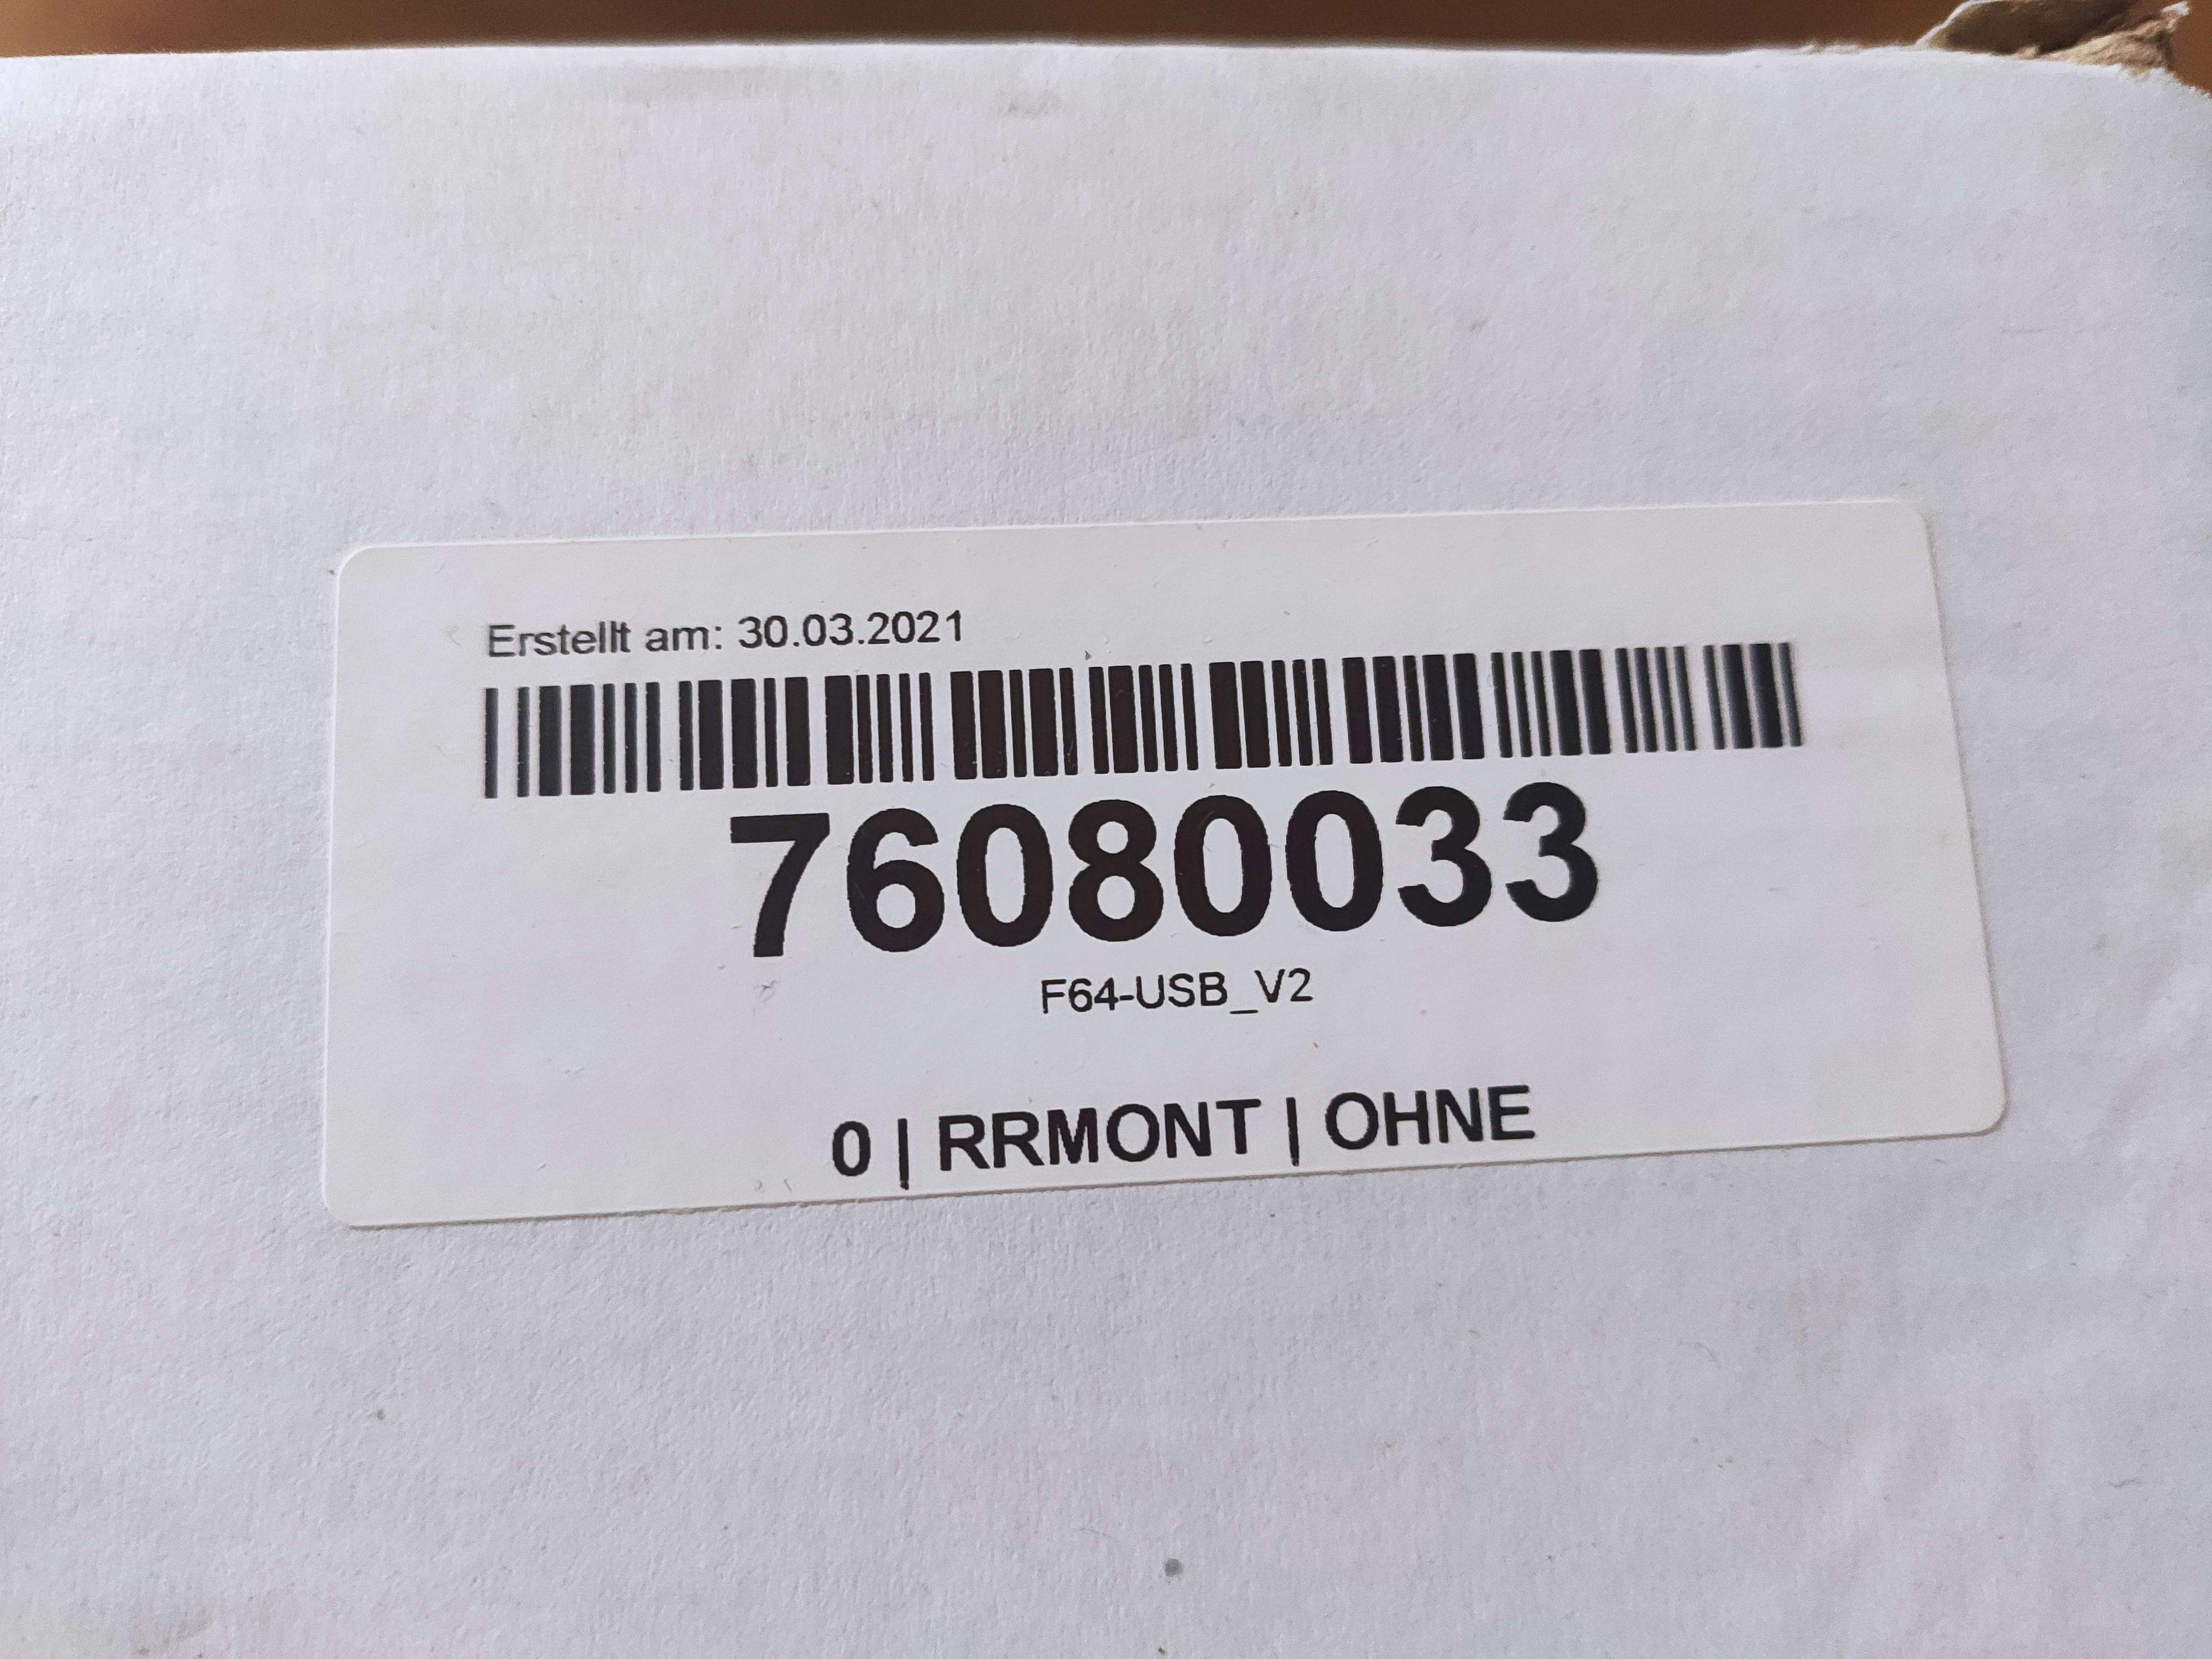 Erstellt am: 30.03.2021
76080033
F64-USB_V2
0 | RRMONT | OHNE